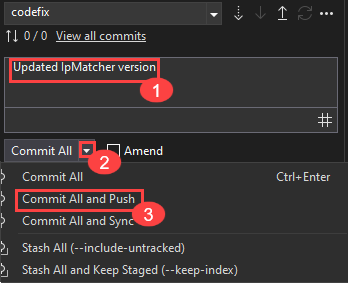 codefix
0 / 0 View all commits
Updated IpMatcher version
1
Commit All Amend
2
Commit All Ctrl+Enter
Commit All and Push
3
Commit All and Sync
Stash All (--include-untracked)
Stash All and Keep Staged (--keep-index)